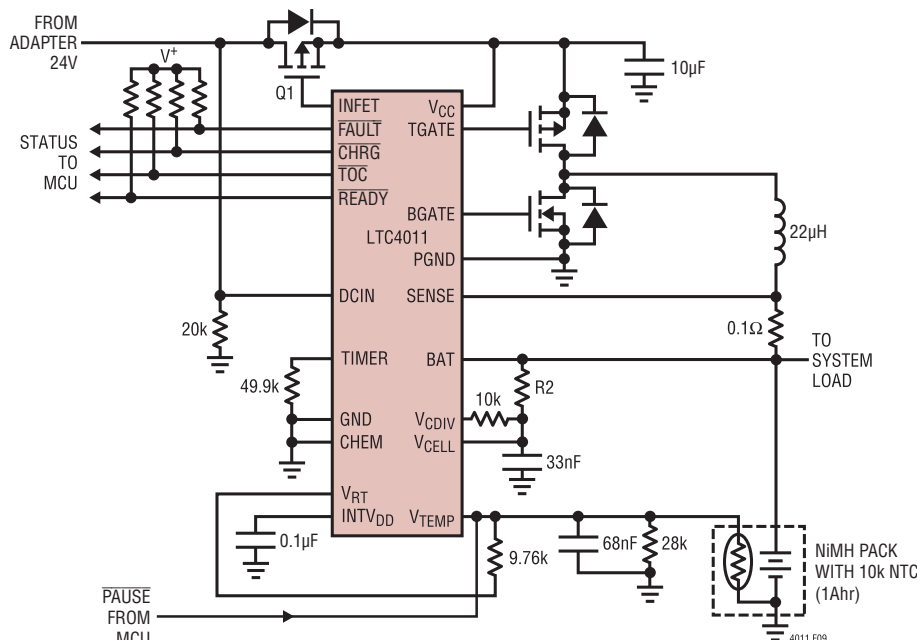 FROM
ADAPTER
24V
V+
Q1
10µF
INFET
VCC
FAULT
TGATE
STATUS
TO
MCU
CHRG
TOC
READY
BGATE
LTC4011
22µH
PGND
DCIN
SENSE
20k
0.1Ω
TO
SYSTEM
LOAD
TIMER
BAT
49.9k
R2
10k
GND
VCDIV
CHEM
VCELL
33nF
VRT
INTVDD
VTEMP
0.1µF
9.76k
68nF
28k
NiMH PACK
WITH 10k NTC
(1Ahr)
PAUSE
FROM
MCU
4011 F09